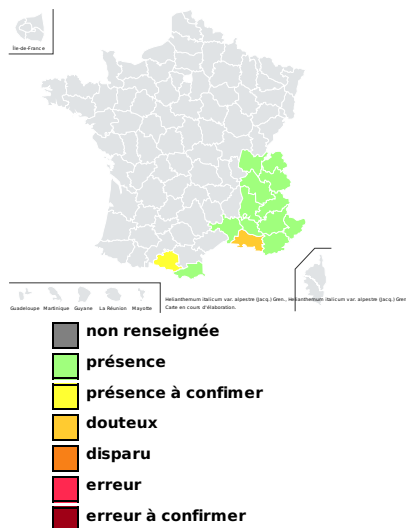 Île-de-France
Guadeloupe Martinique Guyane La Réunion Mayotte
Helianthemum italicum var. alpestre (Jacq.) Gren., Helianthemum italicum var. alpestre (Jacq.) Gren
Carte en cours d'élaboration.
non renseignée
présence
présence à confimer
douteux
disparu
erreur
erreur à confirmer